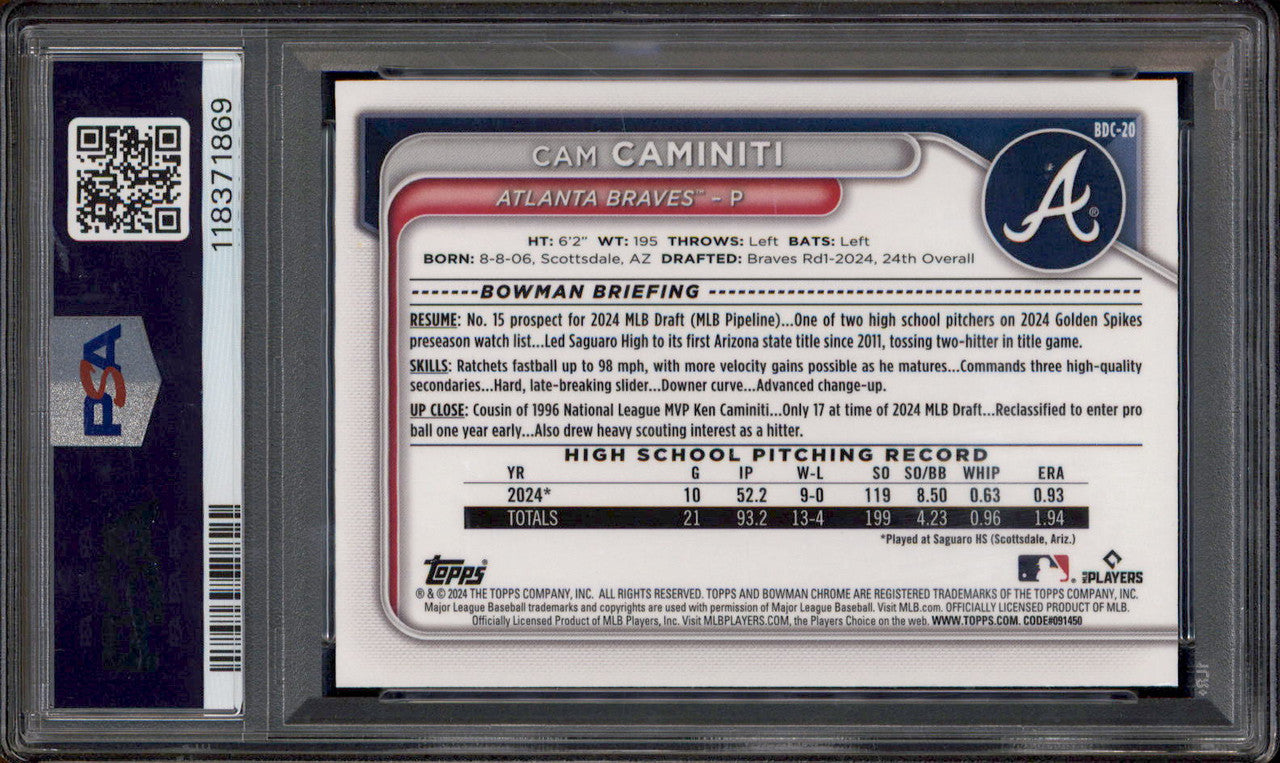 118371869
PSA
BDC-20
CAM CAMINITI
ATLANTA BRAVES™ - P
A®
HT: 6'2" WT: 195 THROWS: Left BATS: Left
BORN: 8-8-06, Scottsdale, AZ DRAFTED: Braves Rd1-2024, 24th Overall
BOWMAN BRIEFING
RESUME: No. 15 prospect for 2024 MLB Draft (MLB Pipeline)...One of two high school pitchers on 2024 Golden Spikes
preseason watch list...Led Saguaro High to its first Arizona state title since 2011, tossing two-hitter in title game.
SKILLS: Ratchets fastball up to 98 mph, with more velocity gains possible as he matures...Commands three high-quality
secondaries...Hard, late-breaking slider...Downer curve...Advanced change-up.
UP CLOSE: Cousin of 1996 National League MVP Ken Caminiti...Only 17 at time of 2024 MLB Draft...Reclassified to enter pro
ball one year early...Also drew heavy scouting interest as a hitter.
HIGH SCHOOL PITCHING RECORD
YR G IP W-L SO SO/BB WHIP ERA
2024* 10 52.2 9-0 119 8.50 0.63 0.93
TOTALS 21 93.2 13-4 199 4.23 0.96 1.94
*Played at Saguaro HS (Scottsdale, Ariz.)
TOPPS®
PLAYERS
® & © 2024 THE TOPPS COMPANY, INC. ALL RIGHTS RESERVED. TOPPS AND BOWMAN CHROME ARE REGISTERED TRADEMARKS OF THE TOPPS COMPANY, INC.
Major League Baseball trademarks and copyrights are used with permission of Major League Baseball. Visit MLB.com. OFFICIALLY LICENSED PRODUCT OF MLB.
Officially Licensed Product of MLB Players, Inc. Visit MLBPLAYERS.COM, the Players Choice on the web. WWW.TOPPS.COM. CODE#091450